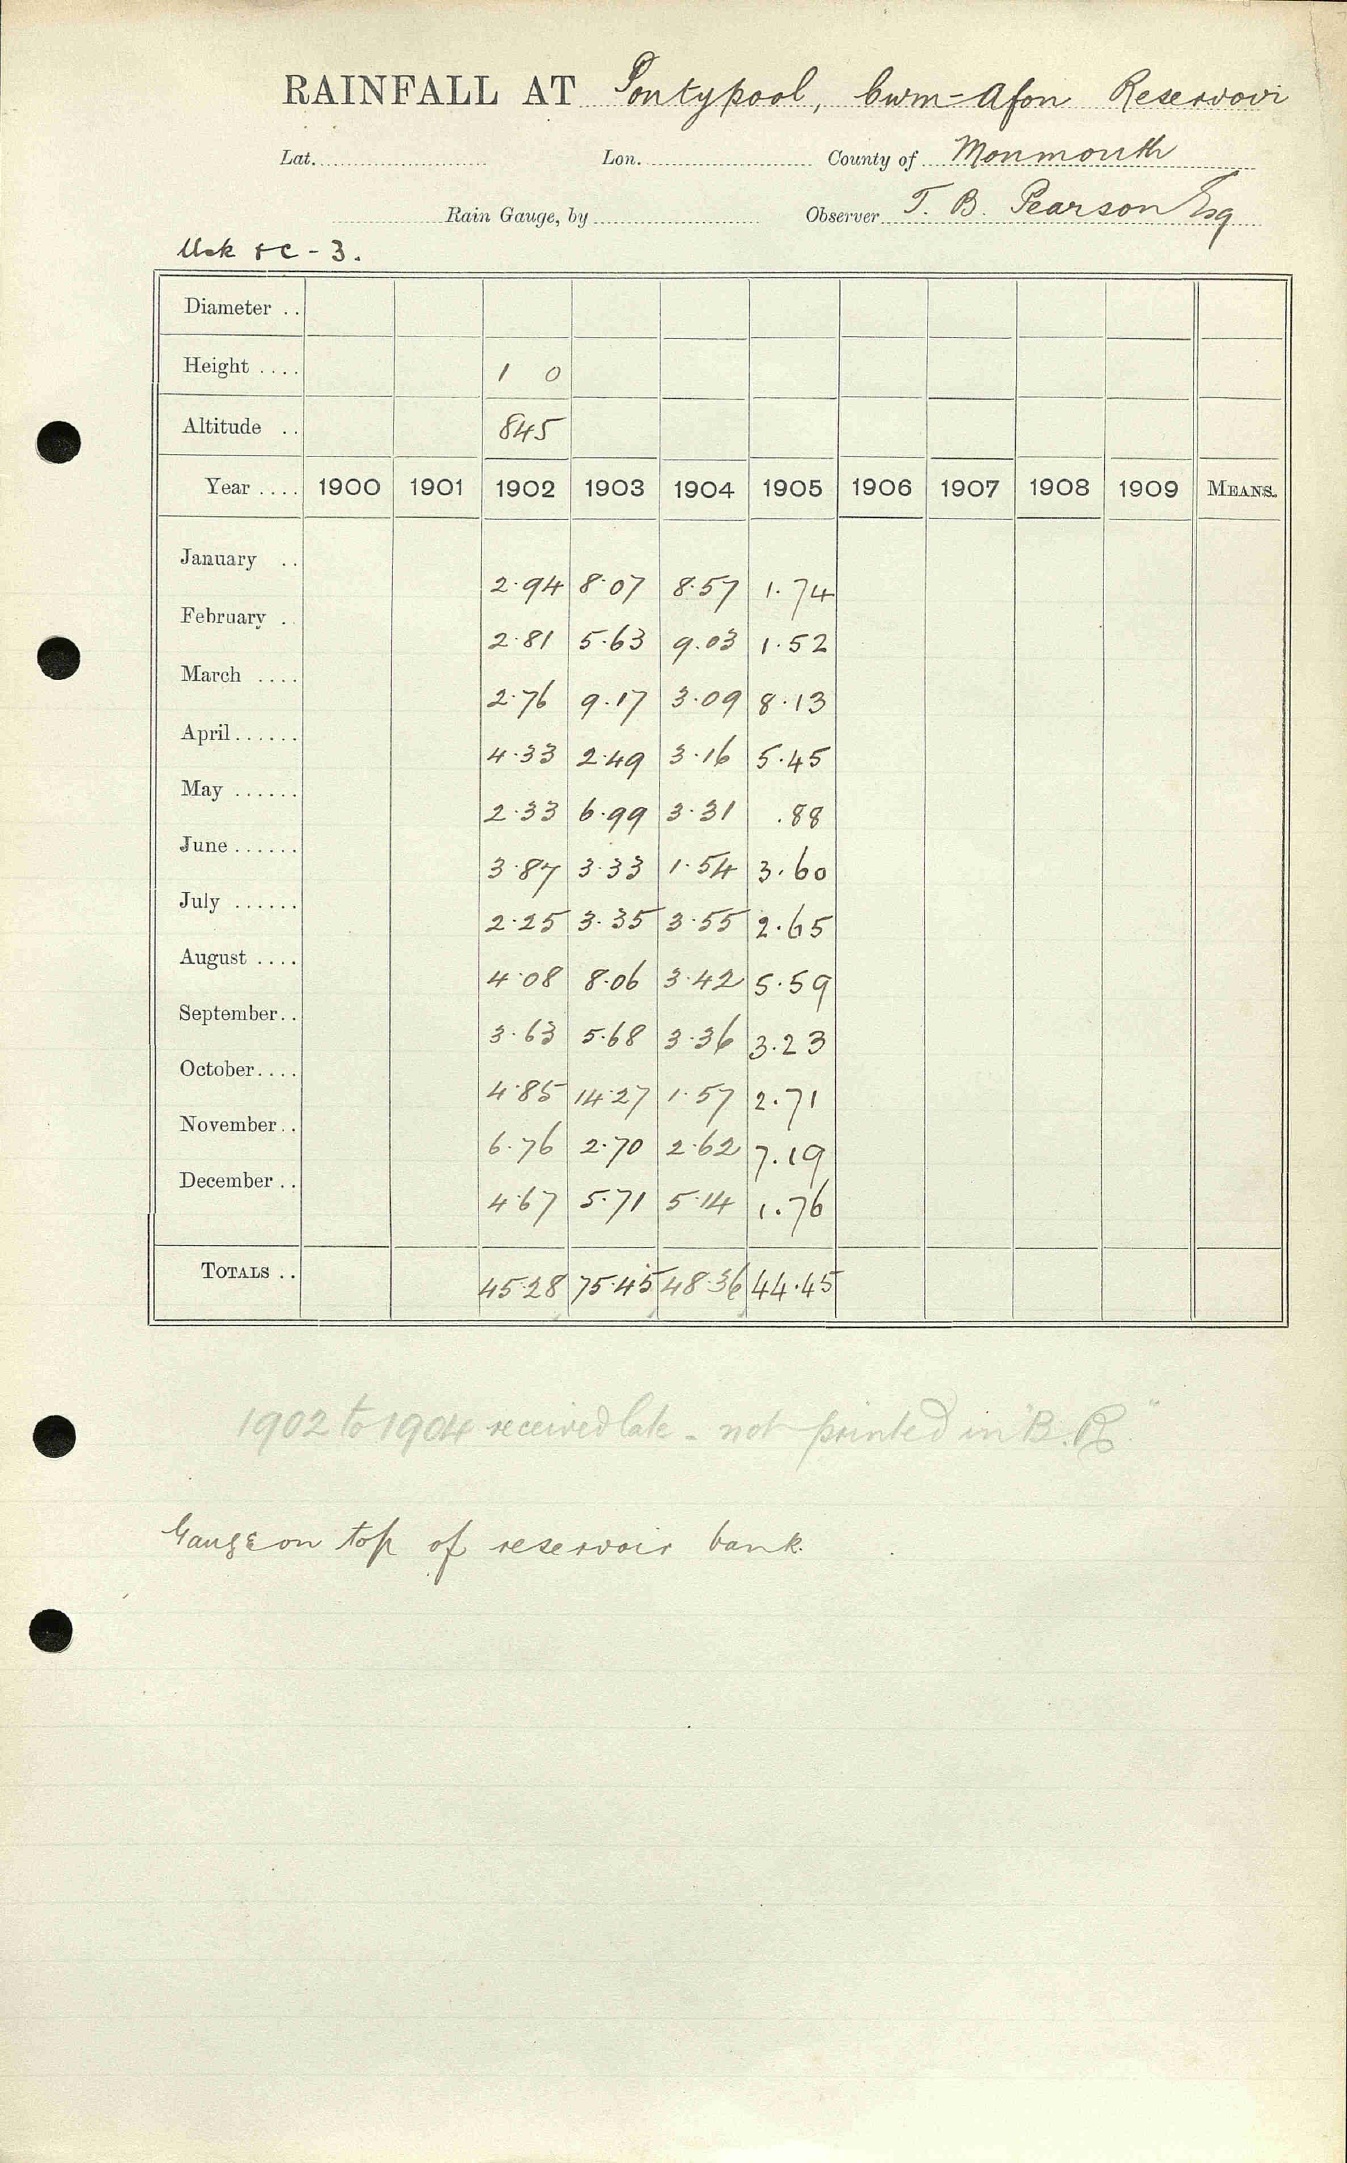 RAINFALL AT Pontypool, Cwm-Afon Reservoir
Lat. Lon. County of Monmouth
Rain Gauge, by Observer T. B. Pearson Esq
Usk &c - 3.
Diameter ..
Height .... 1 0
Altitude .. 845
Year .... 1900 1901 1902 1903 1904 1905 1906 1907 1908 1909 MEANS.
January .. 2.94 8.07 8.57 1.74
February .. 2.81 5.63 9.03 1.52
March .... 2.76 9.17 3.09 8.13
April ...... 4.33 2.49 3.16 5.45
May ...... 2.33 6.99 3.31 .88
June ...... 3.87 3.33 1.54 3.60
July ...... 2.25 3.35 3.55 2.65
August .... 4.08 8.06 3.42 5.59
September .. 3.63 5.68 3.36 3.23
October .... 4.85 14.27 1.57 2.71
November .. 6.76 2.70 2.62 7.19
December .. 4.67 5.71 5.14 1.76
TOTALS .. 45.28 75.45 48.36 44.45
1902 to 1904 received late - not printed in "B.R."
Gauge on top of reservoir bank.